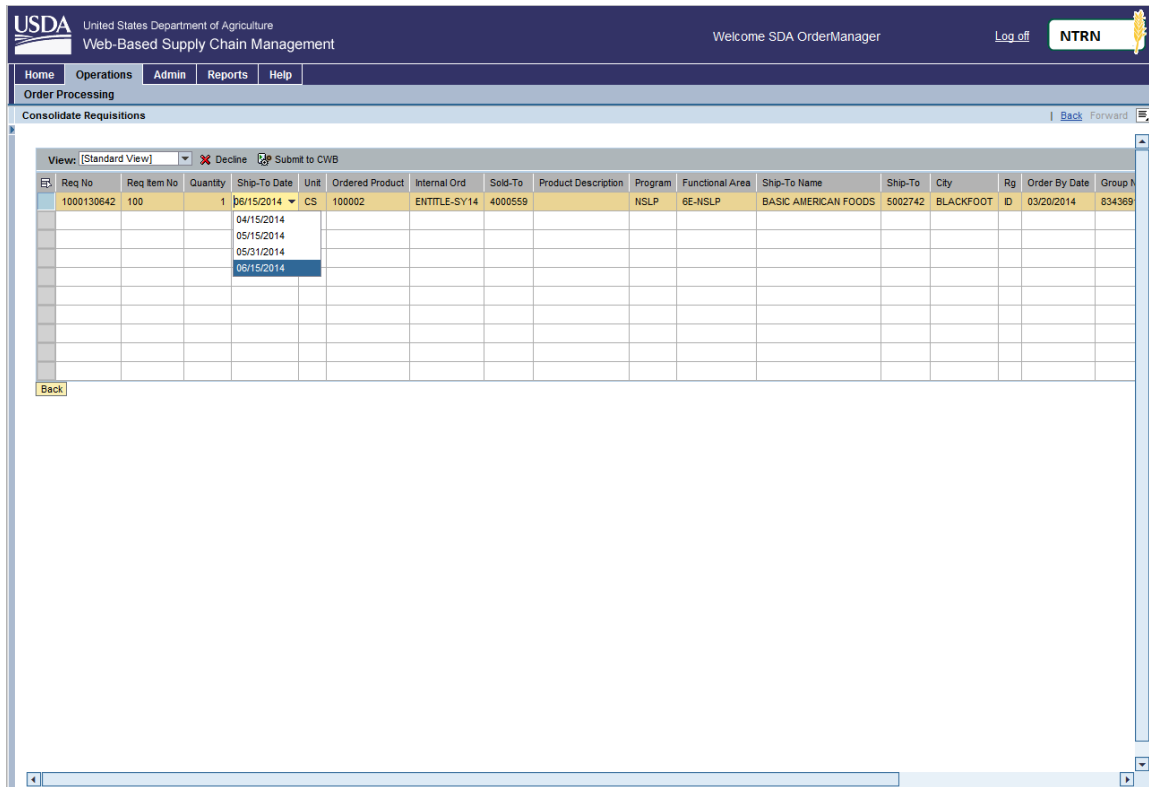 USDA United States Department of Agriculture
Web-Based Supply Chain Management
Welcome SDA OrderManager Log off NTRN
Home Operations Admin Reports Help
Order Processing
Consolidate Requisitions | Back Forward
View: [Standard View] Decline Submit to CWB
Req No Req Item No Quantity Ship-To Date Unit Ordered Product Internal Ord Sold-To Product Description Program Functional Area Ship-To Name Ship-To City Rg Order By Date Group N
1000130642 100 1 06/15/2014 CS 100002 ENTITLE-SY14 4000559 NSLP 6E-NSLP BASIC AMERICAN FOODS 5002742 BLACKFOOT ID 03/20/2014 834369
04/15/2014
05/15/2014
05/31/2014
06/15/2014
Back